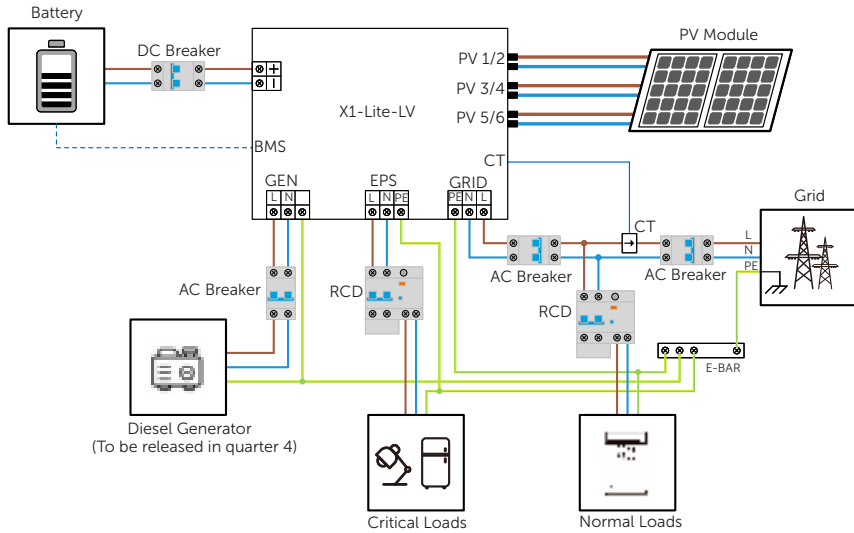 Battery
DC Breaker
PV Module
PV 1/2
PV 3/4
PV 5/6
X1-Lite-LV
BMS
CT
GEN
EPS
GRID
L N
L N PE
PE N L
Grid
CT
L
N
PE
AC Breaker
AC Breaker
AC Breaker
RCD
RCD
E-BAR
Diesel Generator
(To be released in quarter 4)
Critical Loads
Normal Loads